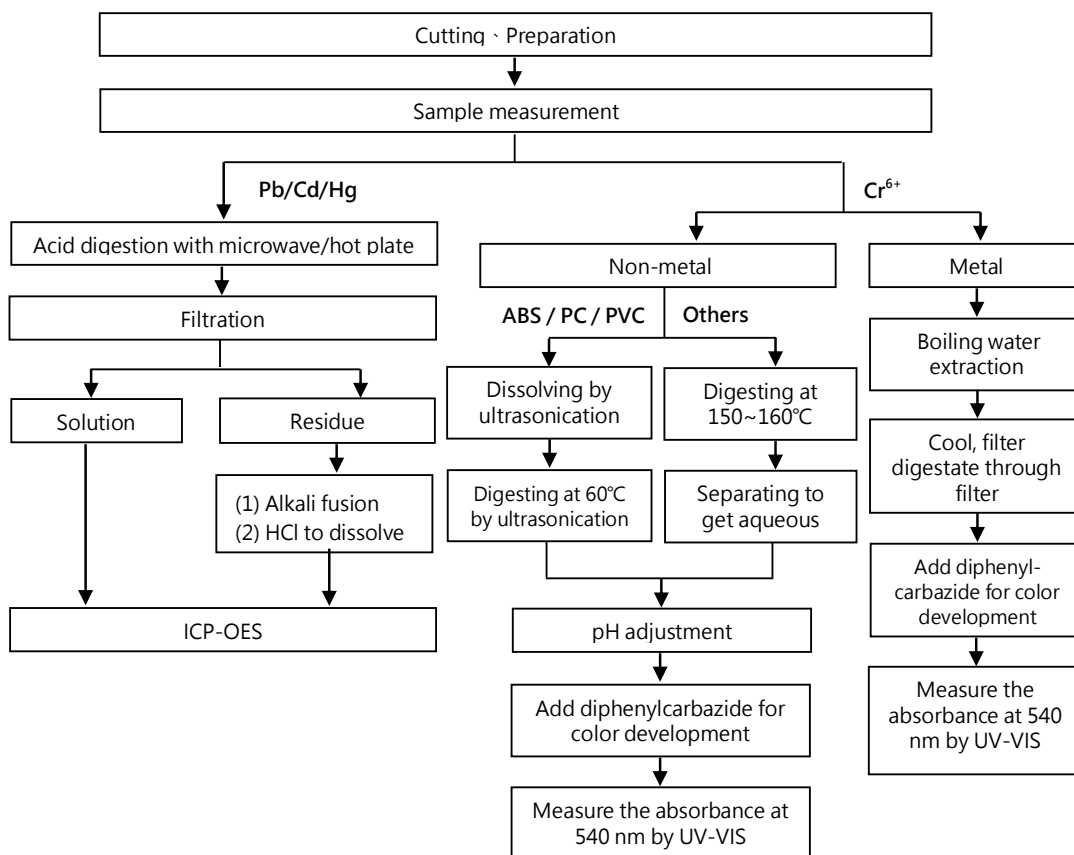 Cutting、Preparation
Sample measurement
Pb/Cd/Hg
Cr⁶⁺
Acid digestion with microwave/hot plate
Filtration
Solution
Residue
(1) Alkali fusion
(2) HCl to dissolve
ICP-OES
Non-metal
ABS / PC / PVC
Others
Dissolving by
ultrasonication
Digesting at
150~160℃
Digesting at 60℃
by ultrasonication
Separating to
get aqueous
pH adjustment
Add diphenylcarbazide for
color development
Measure the absorbance at
540 nm by UV-VIS
Metal
Boiling water
extraction
Cool, filter
digestate through
filter
Add diphenyl-
carbazide for color
development
Measure the
absorbance at 540
nm by UV-VIS